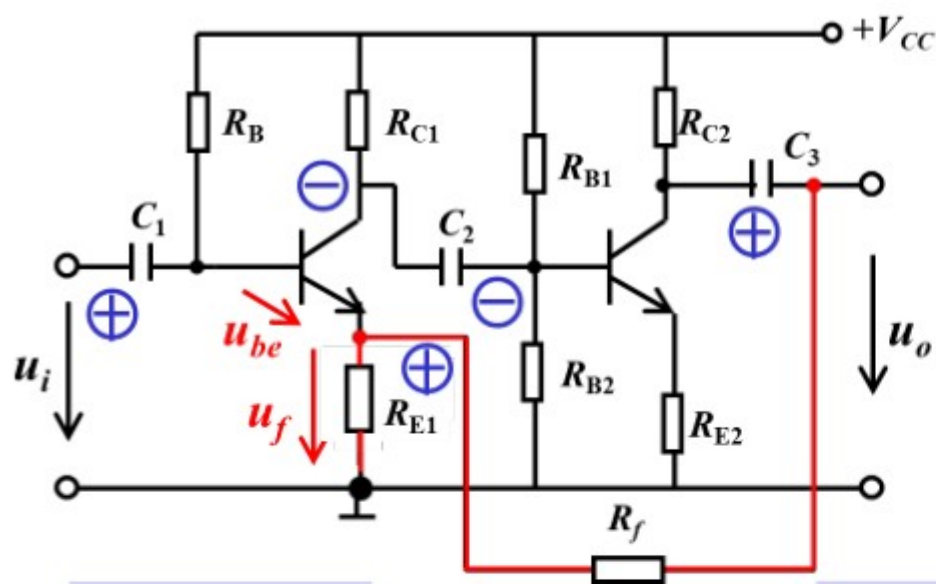 +V_CC
R_B
R_C1
R_C2
C_3
R_B1
C_1
C_2
u_be
u_i
u_f
R_E1
R_B2
u_o
R_E2
R_f